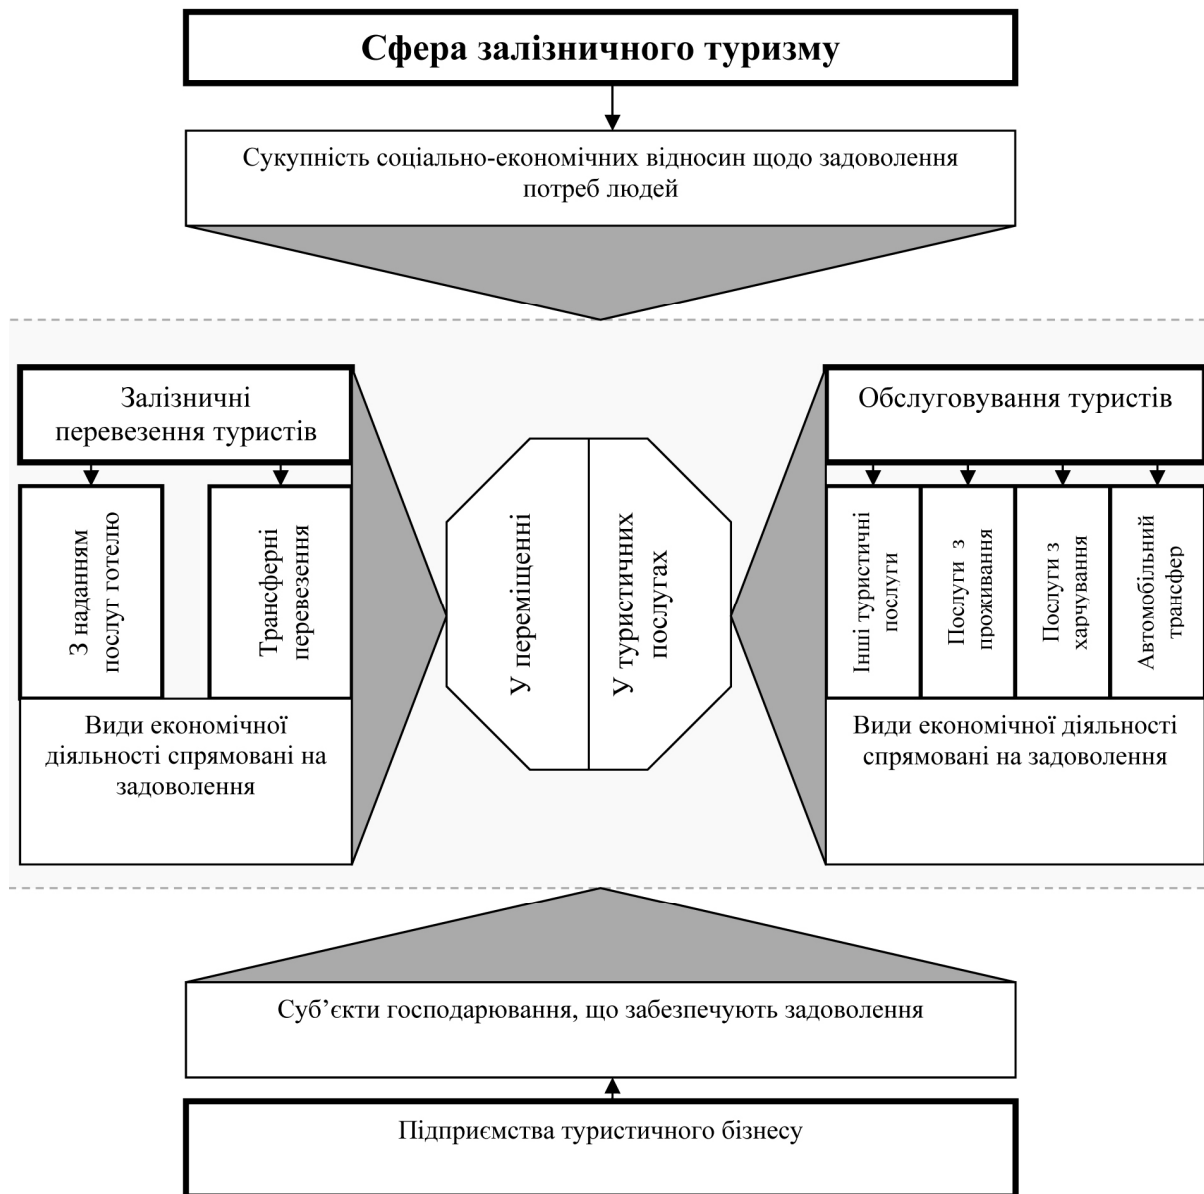 Сфера залізничного туризму
Сукупність соціально-економічних відносин щодо задоволення
потреб людей
Залізничні
перевезення туристів
Обслуговування туристів
З наданням
послуг готелю
Трансферні
перевезення
У переміщенні
У туристичних
послугах
Інші туристичні
послуги
Послуги з
проживання
Послуги з
харчування
Автомобільний
трансфер
Види економічної
діяльності спрямовані на
задоволення
Види економічної діяльності
спрямовані на задоволення
Суб’єкти господарювання, що забезпечують задоволення
Підприємства туристичного бізнесу